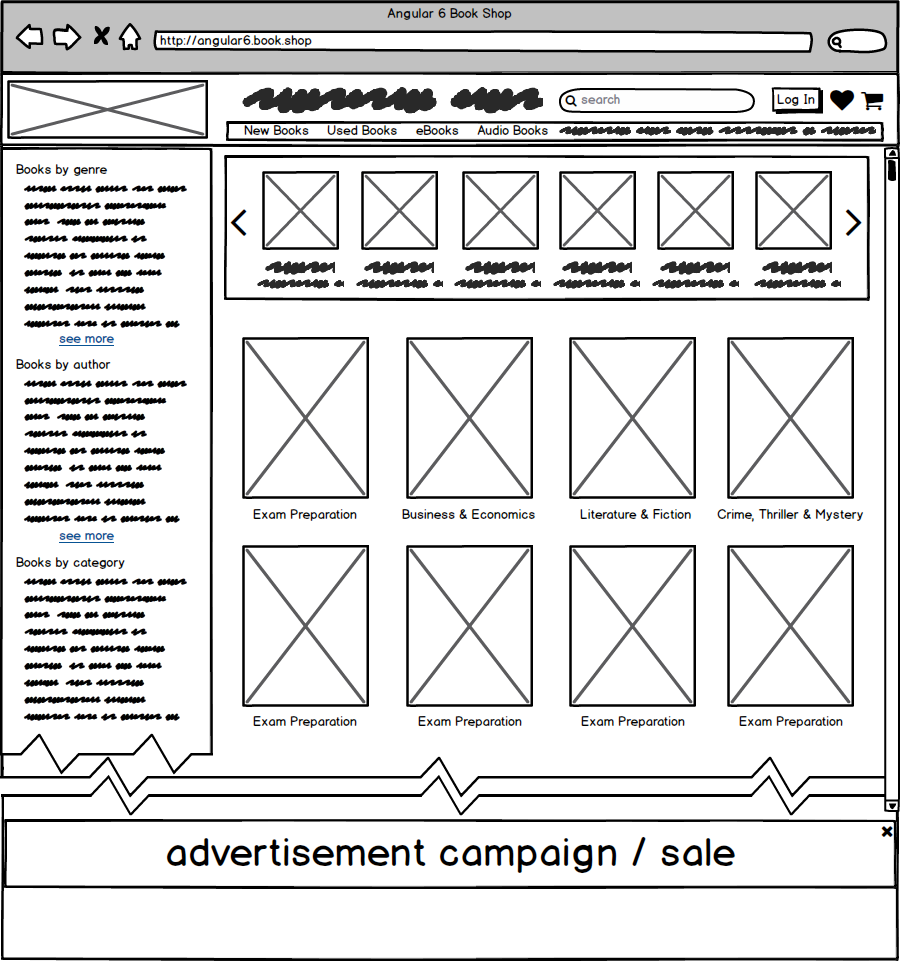 Angular 6 Book Shop
http://angular6.book.shop
search
Log In
New Books Used Books eBooks Audio Books
Books by genre
see more
Books by author
see more
Books by category
Exam Preparation Business & Economics Literature & Fiction Crime, Thriller & Mystery
Exam Preparation Exam Preparation Exam Preparation Exam Preparation
advertisement campaign / sale